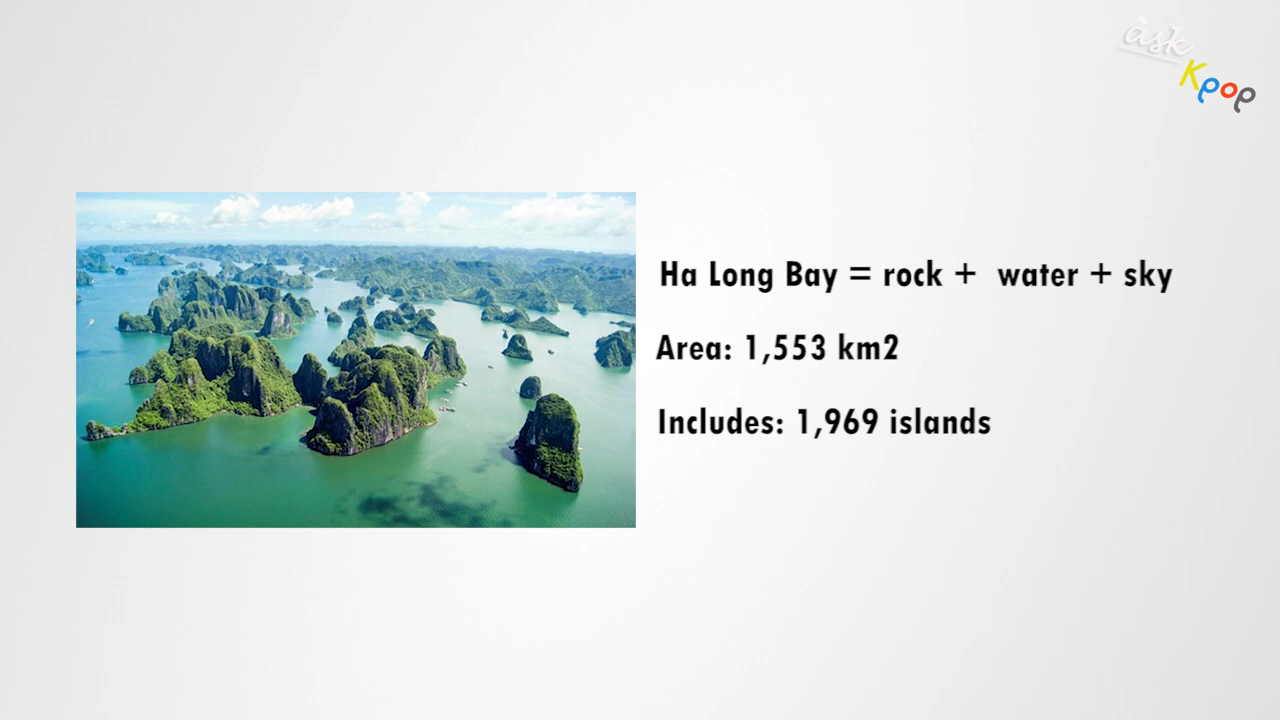 ask
Kpop
Ha Long Bay = rock + water + sky
Area: 1,553 km2
Includes: 1,969 islands